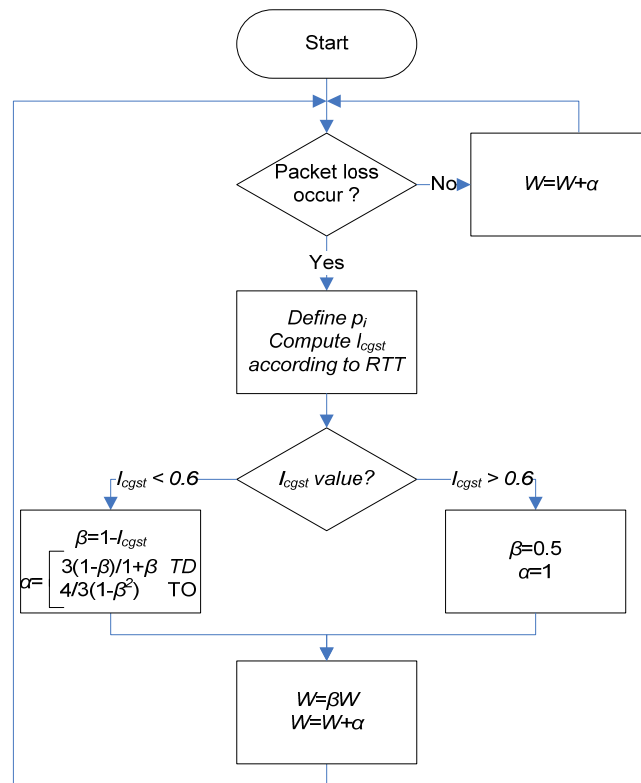 Start
Packet loss
occur ?
No
W=W+α
Yes
Define pi
Compute Icgst
according to RTT
Icgst < 0.6
Icgst value?
Icgst > 0.6
β=1-Icgst
α= 3(1-β)/1+β TD
4/3(1-β²) TO
β=0.5
α=1
W=βW
W=W+α